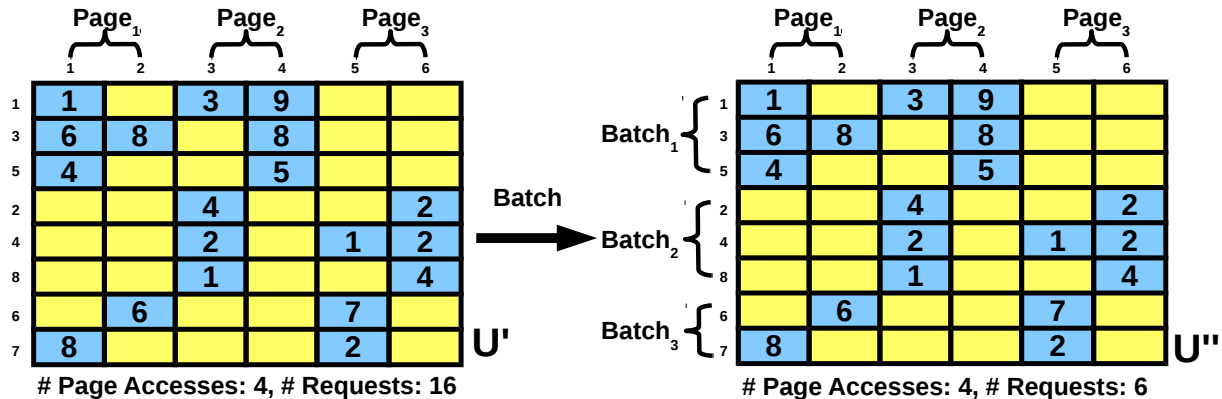 Page1 Page2 Page3
1 2 3 4 5 6
1 1 3 9
3 6 8 8
5 4 5
2 4 2
4 2 1 2
8 1 4
6 6 7
7 8 2
U'
# Page Accesses: 4, # Requests: 16
Batch
Page1 Page2 Page3
1 2 3 4 5 6
Batch1
1 1 3 9
3 6 8 8
5 4 5
Batch2
2 4 2
4 2 1 2
8 1 4
Batch3
6 6 7
7 8 2
U''
# Page Accesses: 4, # Requests: 6